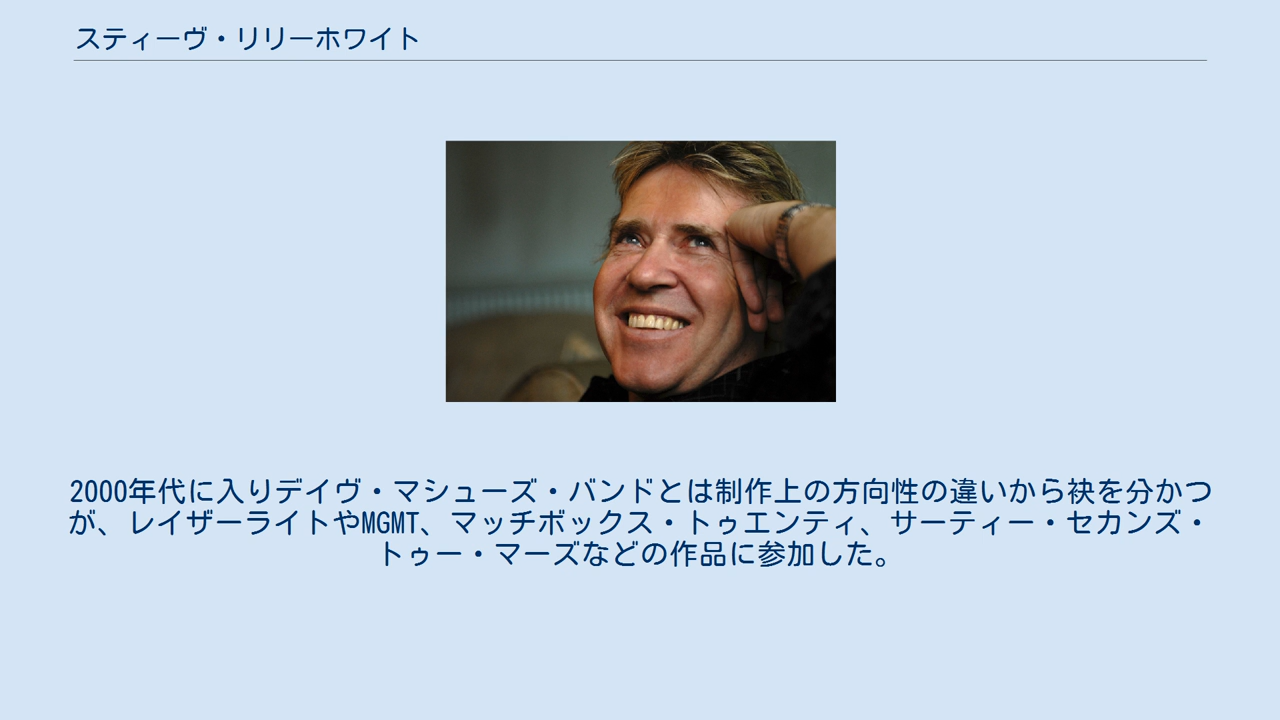 スティーヴ・リリーホワイト
2000年代に入りデイヴ・マシューズ・バンドとは制作上の方向性の違いから袂を分かつ
が、レイザーライトやMGMT、マッチボックス・トゥエンティ、サーティー・セカンズ・
トゥー・マーズなどの作品に参加した。